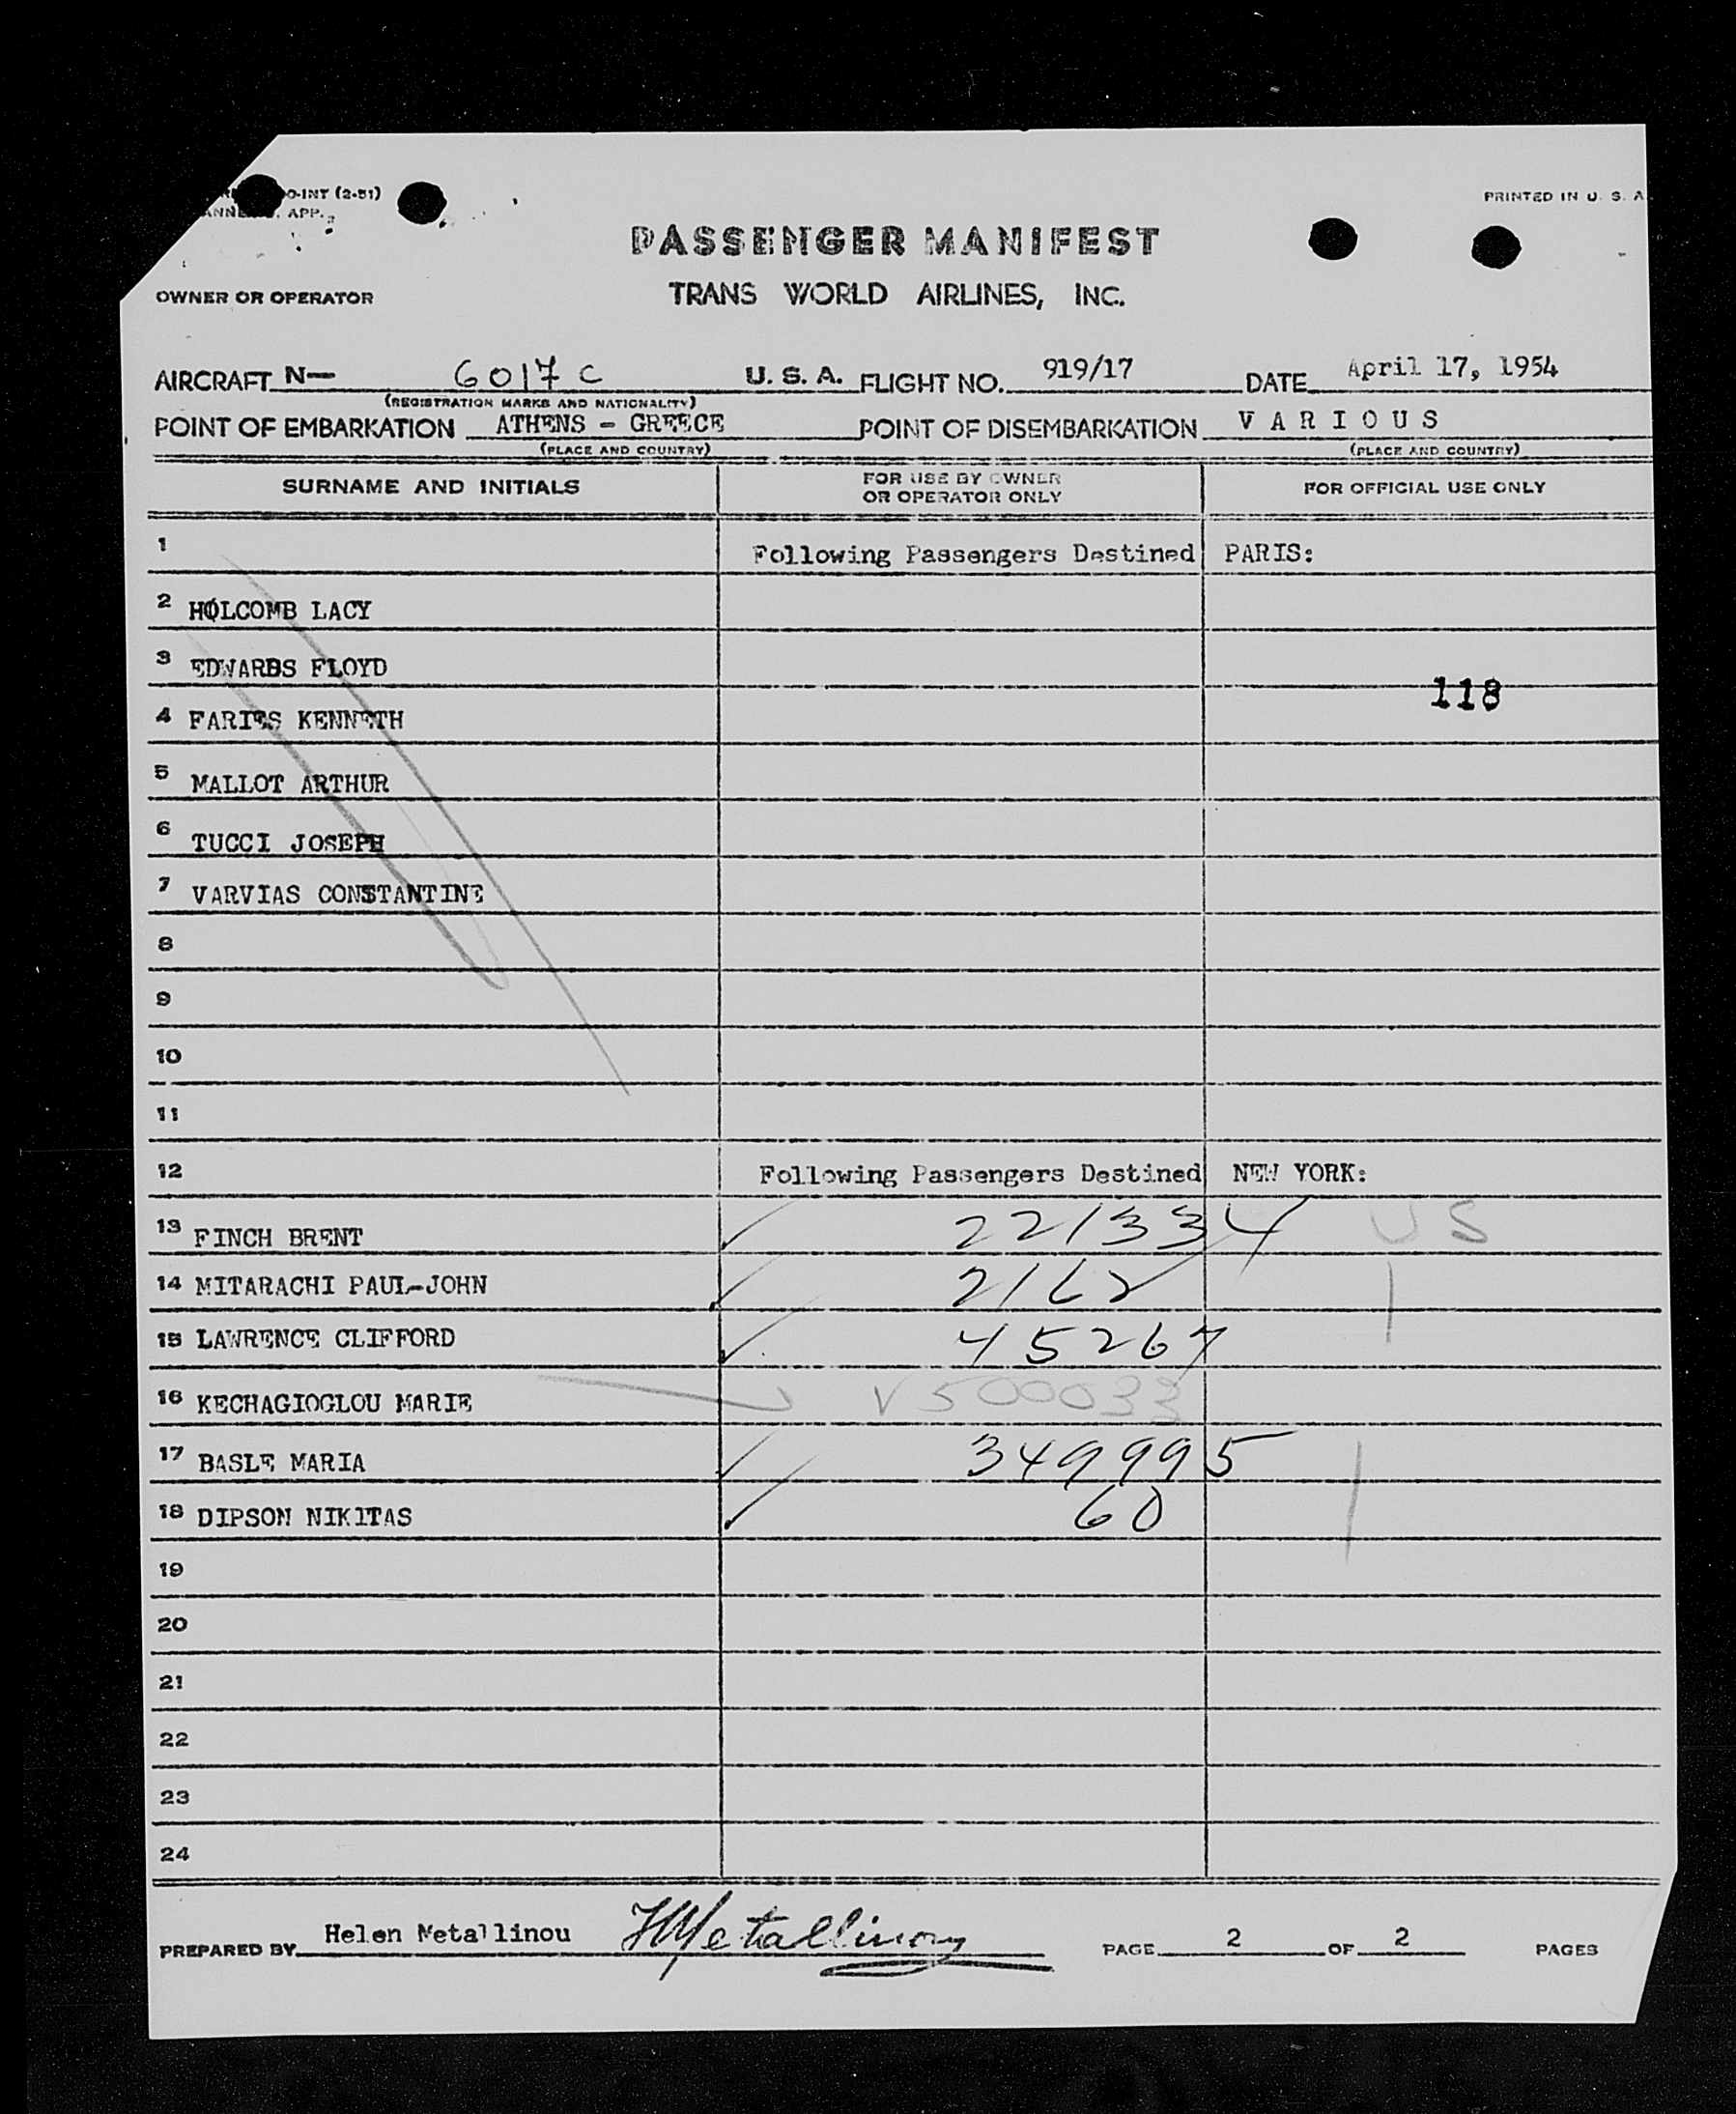 O-INT (2-51)
APP.
PRINTED IN U. S. A.
PASSENGER MANIFEST
OWNER OR OPERATOR TRANS WORLD AIRLINES, INC.
AIRCRAFT N— 6017C U. S. A. FLIGHT NO. 919/17 DATE April 17, 1954
(REGISTRATION MARKS AND NATIONALITY)
POINT OF EMBARKATION ATHENS - GREECE POINT OF DISEMBARKATION V A R I O U S
(PLACE AND COUNTRY) (PLACE AND COUNTRY)
SURNAME AND INITIALS FOR USE BY OWNER OR OPERATOR ONLY FOR OFFICIAL USE ONLY
1 Following Passengers Destined PARIS:
2 HOLCOMB LACY
3 EDWARDS FLOYD
118
4 FARIES KENNETH
5 MALLOT ARTHUR
6 TUCCI JOSEPH
7 VARVIAS CONSTANTINE
8
9
10
11
12 Following Passengers Destined NEW YORK:
13 FINCH BRENT 221334 US
14 MITARACHI PAUL-JOHN 2162
15 LAWRENCE CLIFFORD 45267
16 KECHAGIOGLOU MARIE V500033
17 BASLE MARIA 349995
18 DIPSON NIKITAS 60
19
20
21
22
23
24
PREPARED BY Helen Metallinou HMetallinou PAGE 2 OF 2 PAGES